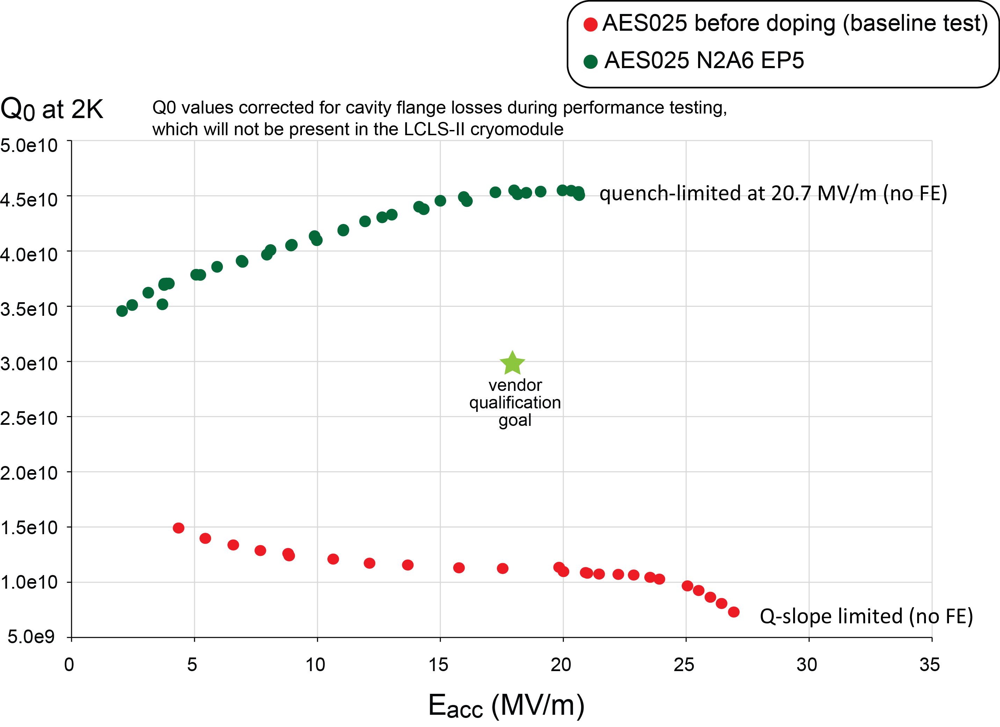 AES025 before doping (baseline test)
AES025 N2A6 EP5
Q0 at 2K
Q0 values corrected for cavity flange losses during performance testing,
which will not be present in the LCLS-II cryomodule
5.0e10
4.5e10
quench-limited at 20.7 MV/m (no FE)
4.0e10
3.5e10
3.0e10
vendor
qualification
goal
2.5e10
2.0e10
1.5e10
1.0e10
Q-slope limited (no FE)
5.0e9
0 5 10 15 20 25 30 35
Eacc (MV/m)